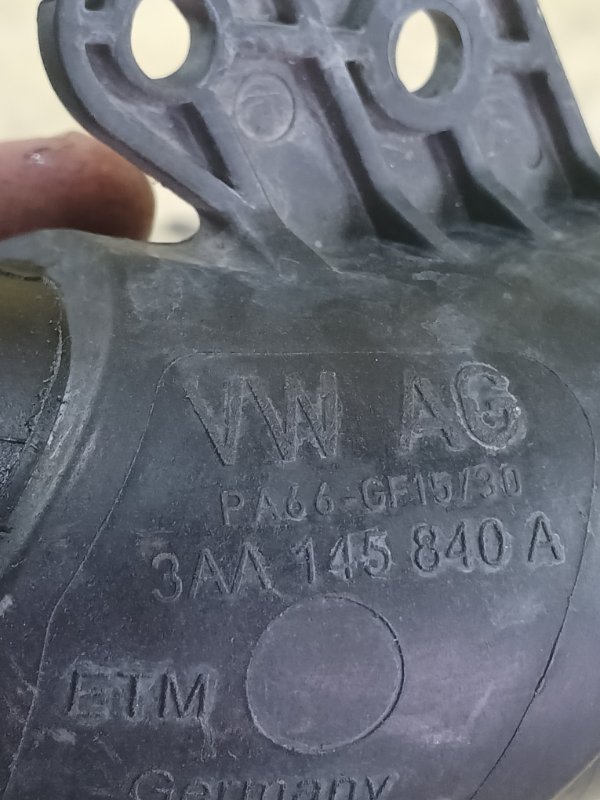 VW AG
PA66-GF15/30
3AA 145 840 A
ETM
Germany